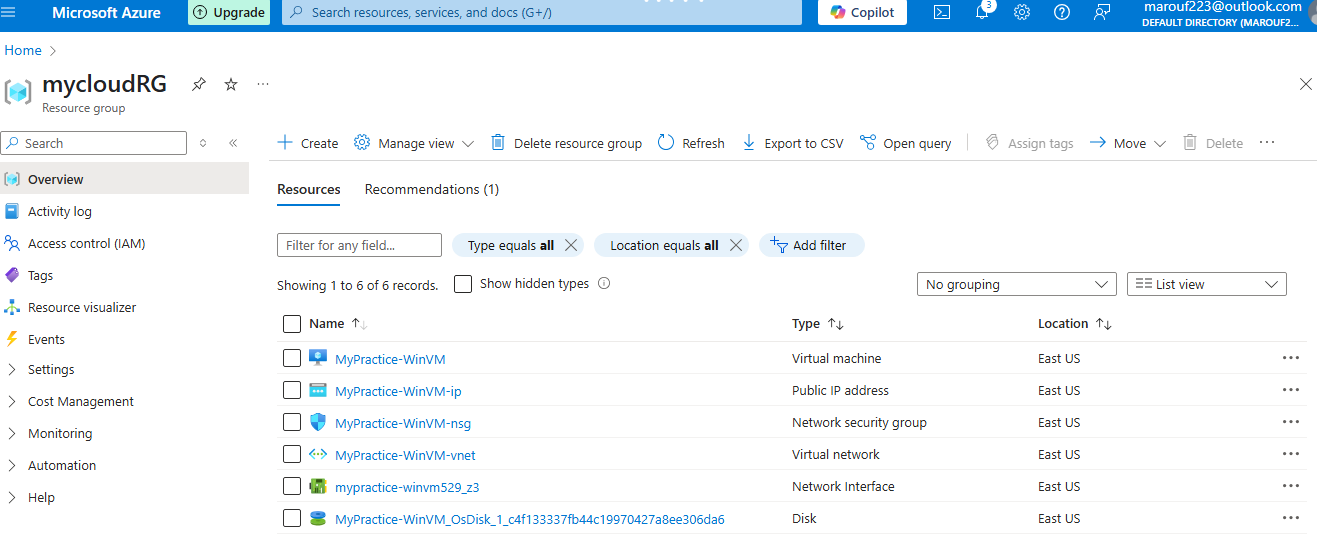 Microsoft Azure
Upgrade
Search resources, services, and docs (G+/)
Copilot
3
marouf223@outlook.com
DEFAULT DIRECTORY (MAROUF2...
Home
mycloudRG
Resource group
Search
Create
Manage view
Delete resource group
Refresh
Export to CSV
Open query
Assign tags
Move
Delete
Overview
Activity log
Access control (IAM)
Tags
Resource visualizer
Events
Settings
Cost Management
Monitoring
Automation
Help
Resources
Recommendations (1)
Filter for any field...
Type equals all
Location equals all
Add filter
Showing 1 to 6 of 6 records.
Show hidden types
No grouping
List view
Name Type Location
MyPractice-WinVM Virtual machine East US
MyPractice-WinVM-ip Public IP address East US
MyPractice-WinVM-nsg Network security group East US
MyPractice-WinVM-vnet Virtual network East US
mypractice-winvm529_z3 Network Interface East US
MyPractice-WinVM_OsDisk_1_c4f133337fb44c19970427a8ee306da6 Disk East US